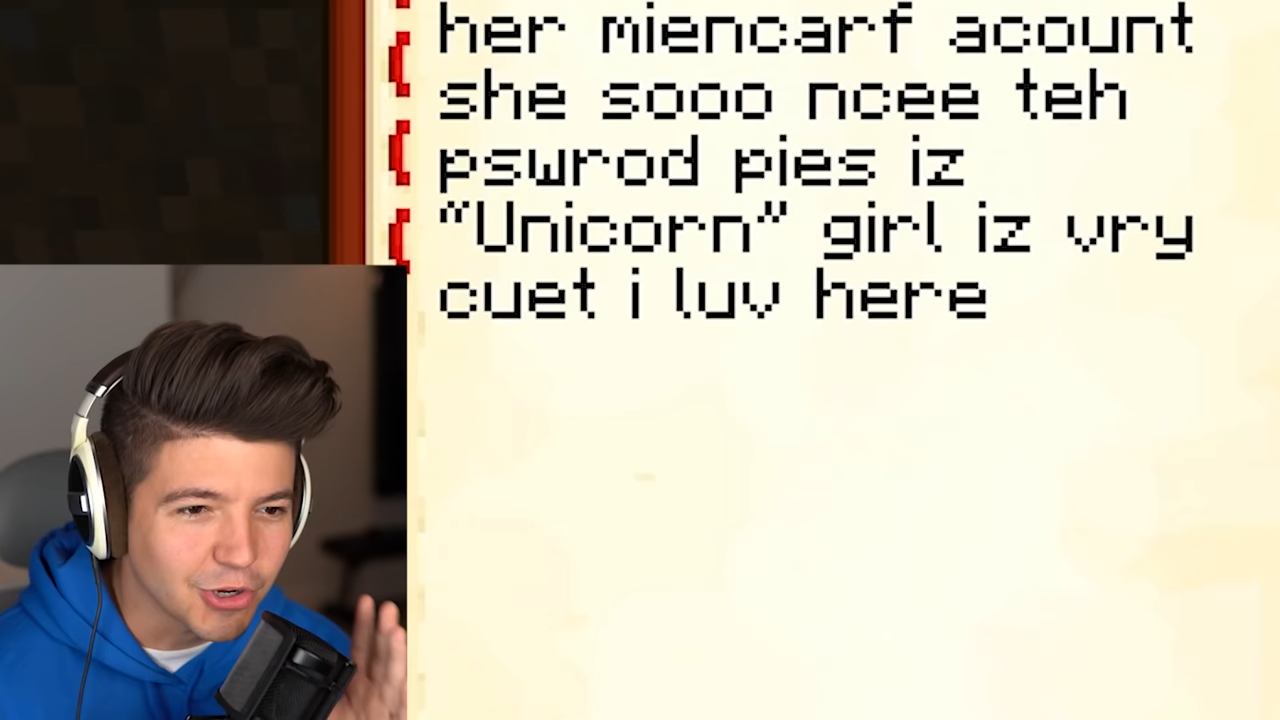 her miencarf acount
she sooo ncee teh
pswrod pies iz
“Unicorn” girl iz vry
cuet i luv here